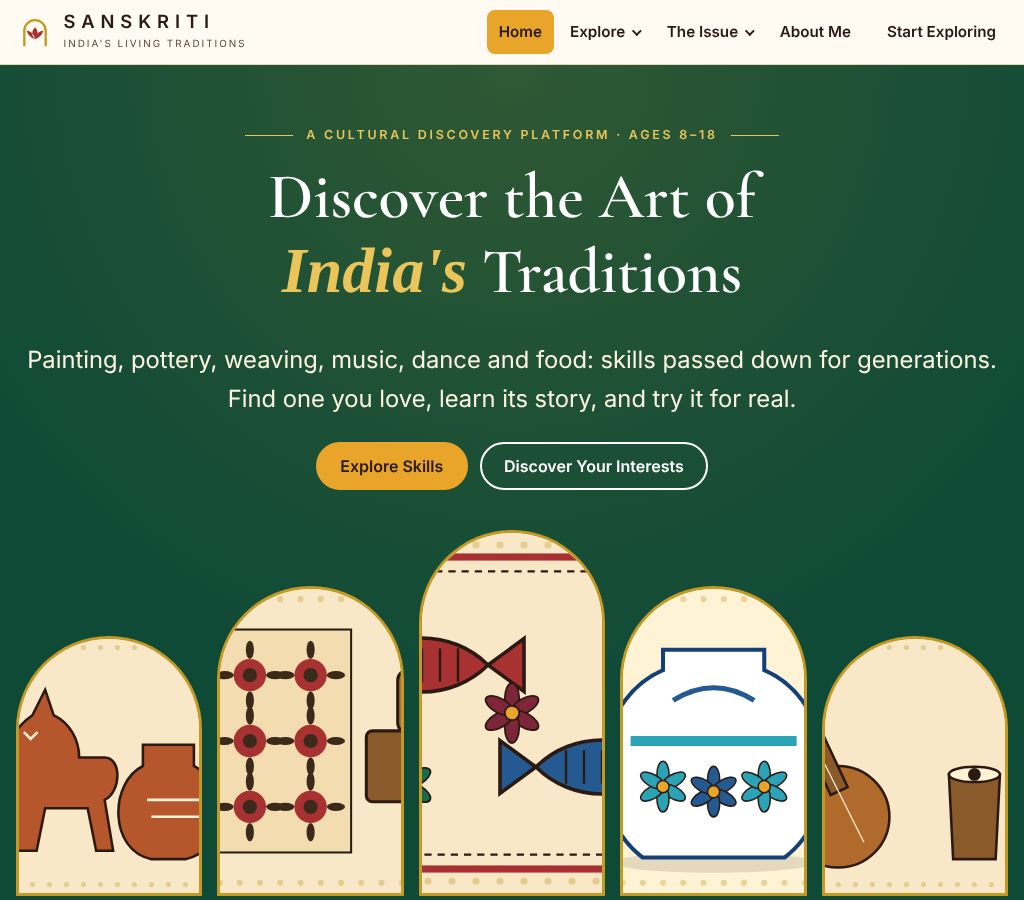 SANSKRITI
INDIA'S LIVING TRADITIONS
Home
Explore
The Issue
About Me
Start Exploring
A CULTURAL DISCOVERY PLATFORM · AGES 8–18
Discover the Art of
India's Traditions
Painting, pottery, weaving, music, dance and food: skills passed down for generations.
Find one you love, learn its story, and try it for real.
Explore Skills
Discover Your Interests